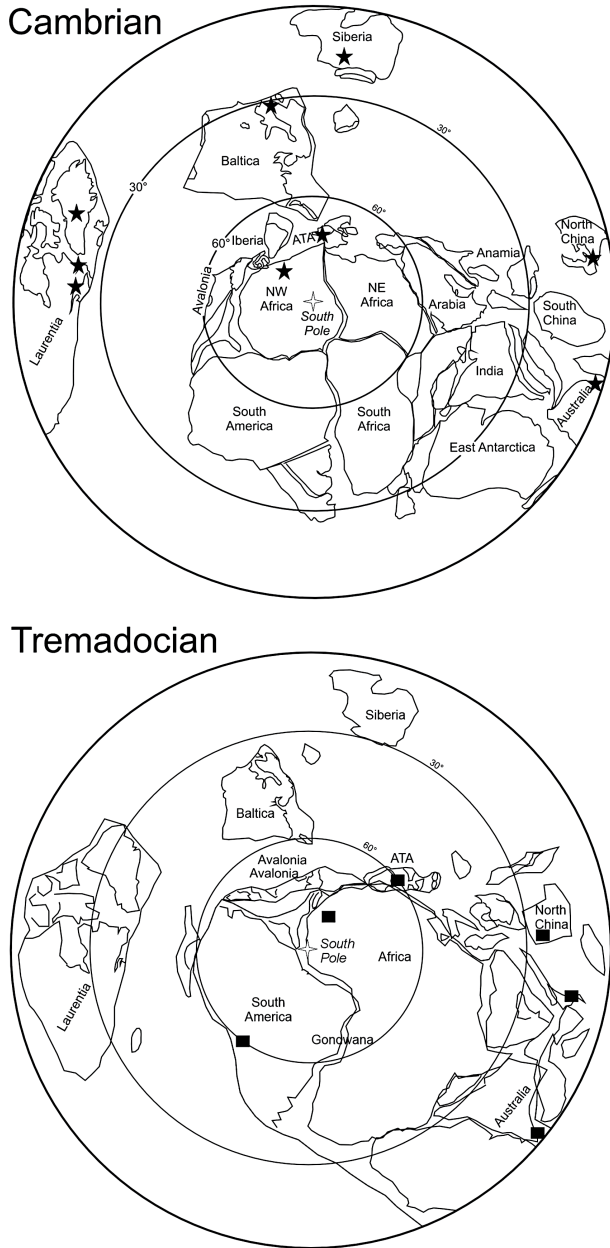 Cambrian
Siberia
30°
Baltica
30°
60°
North
China
60°
Iberia
ATA
Anamia
Avalonia
NW
Africa
NE
Africa
Arabia
South
China
South
Pole
Laurentia
India
Australia
South
America
South
Africa
East Antarctica
Tremadocian
Siberia
30°
Baltica
60°
ATA
Avalonia
Avalonia
North
China
South
Pole
Africa
Laurentia
South
America
Gondwana
Australia